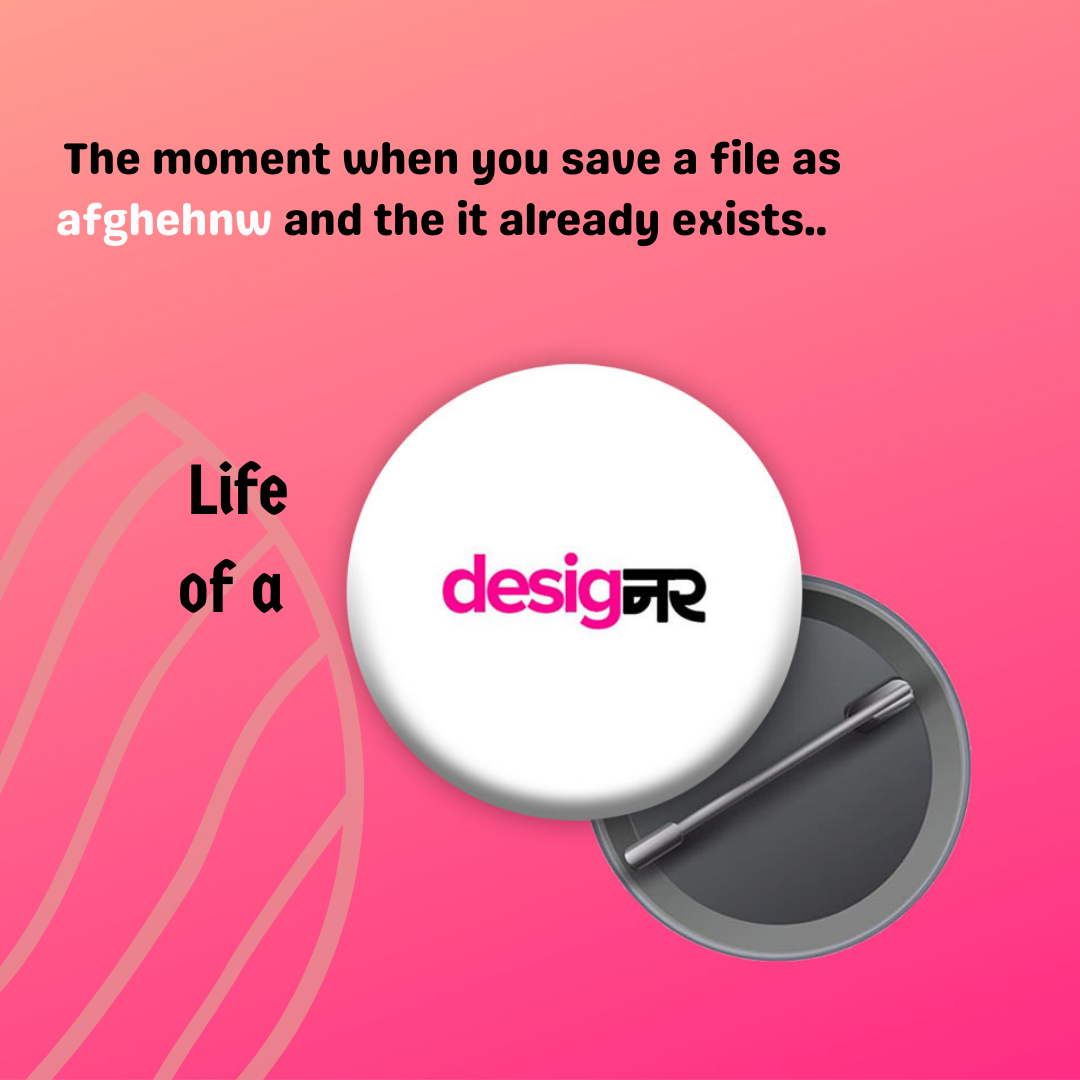 The moment when you save a file as
afghehnw and the it already exists..
Life
of a
desigनर